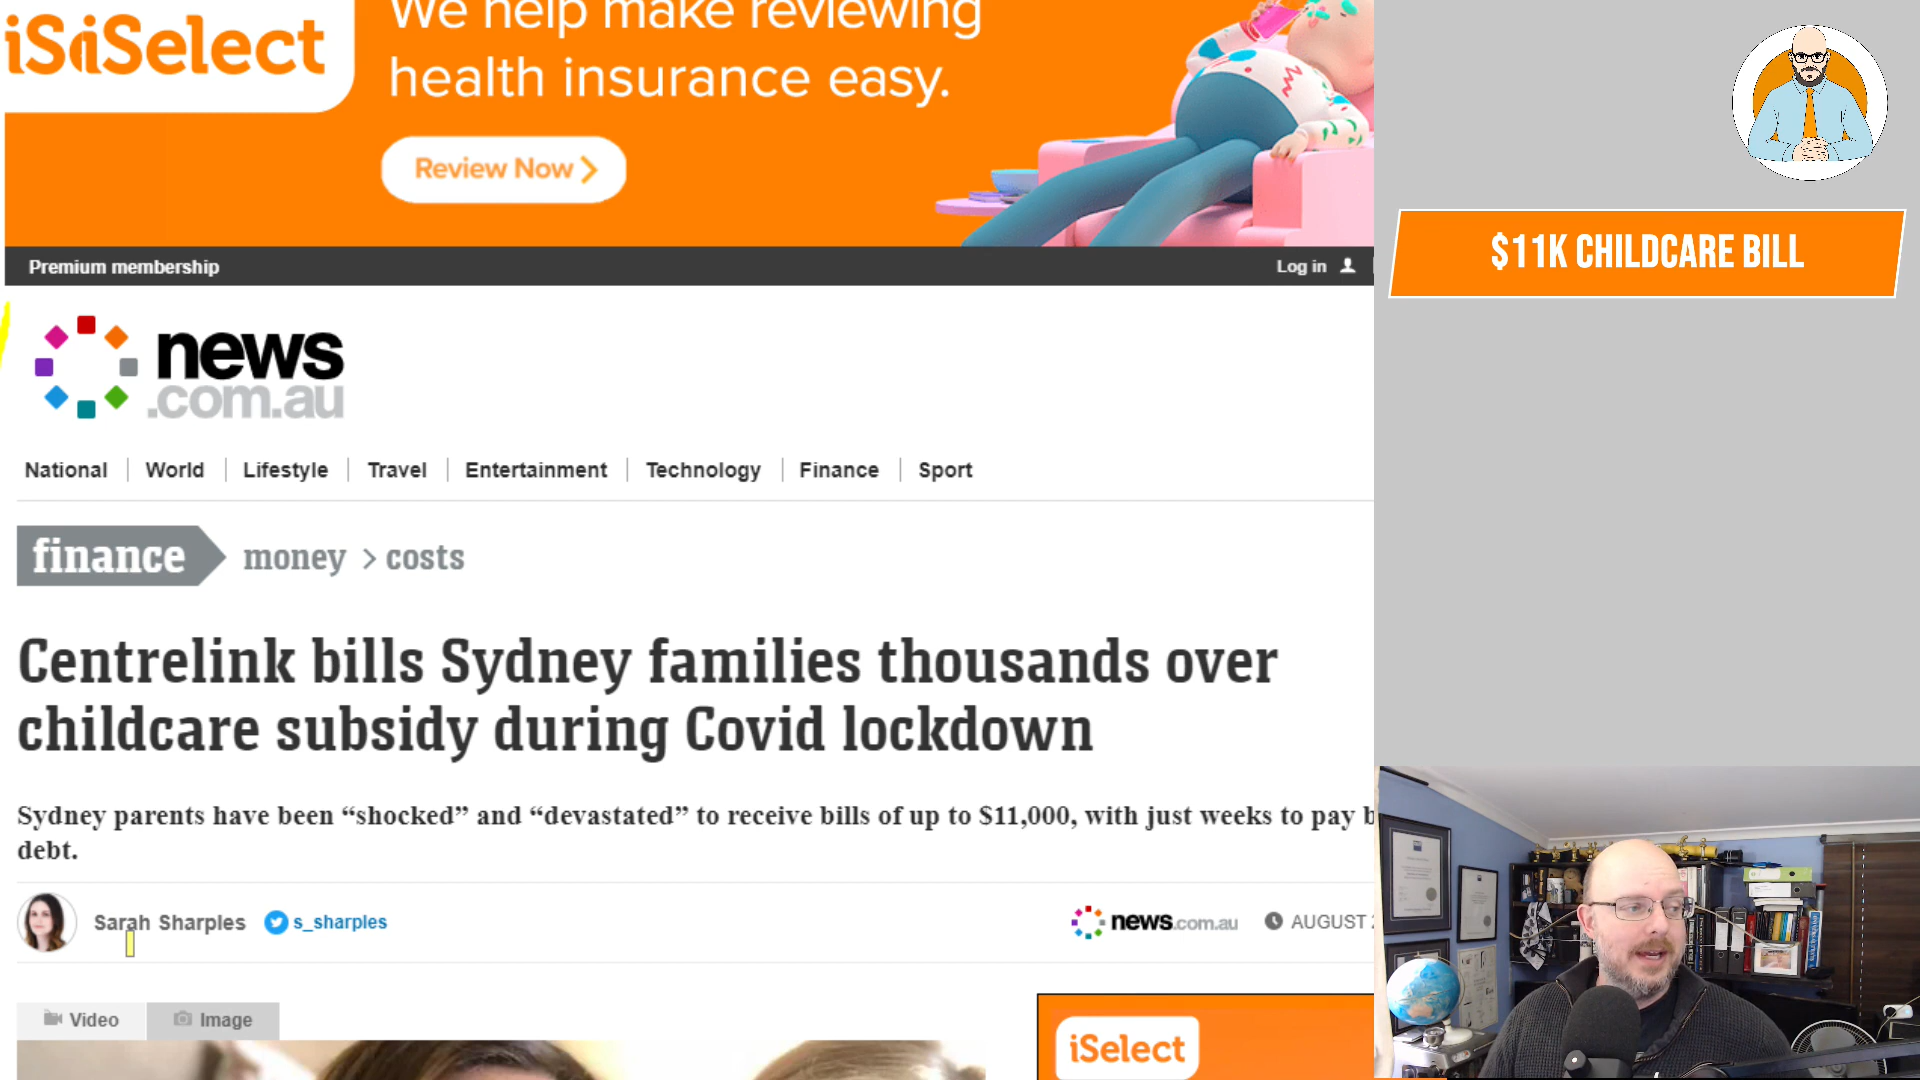 iSiSelect
We help make reviewing
health insurance easy.
Review Now
Premium membership
Log in
$11K CHILDCARE BILL
news
.com.au
National
World
Lifestyle
Travel
Entertainment
Technology
Finance
Sport
finance
money > costs
Centrelink bills Sydney families thousands over
childcare subsidy during Covid lockdown
Sydney parents have been “shocked” and “devastated” to receive bills of up to $11,000, with just weeks to pay
debt.
Sarah Sharples
s_sharples
news.com.au
AUGUST
Video
Image
iSelect